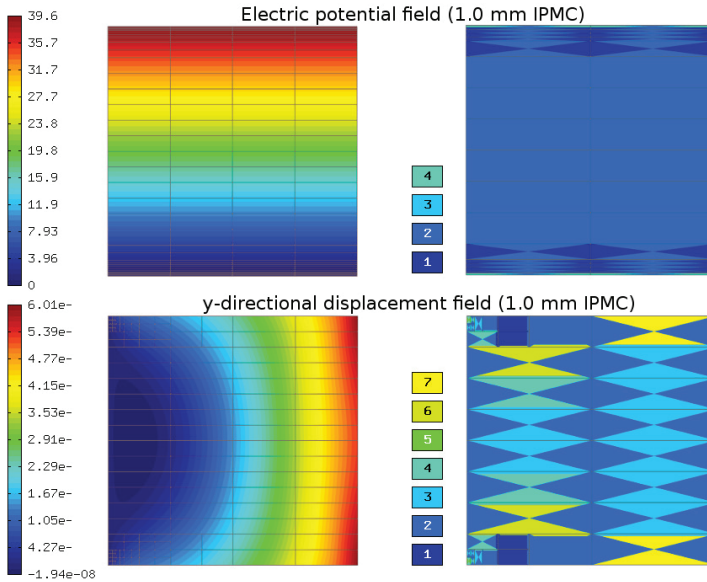 Electric potential field (1.0 mm IPMC)
39.6
35.7
31.7
27.7
23.8
19.8
15.9
11.9
7.93
3.96
0
4
3
2
1
y-directional displacement field (1.0 mm IPMC)
6.01e-
5.39e-
4.77e-
4.15e-
3.53e-
2.91e-
2.29e-
1.67e-
1.05e-
4.27e-
-1.94e-08
7
6
5
4
3
2
1